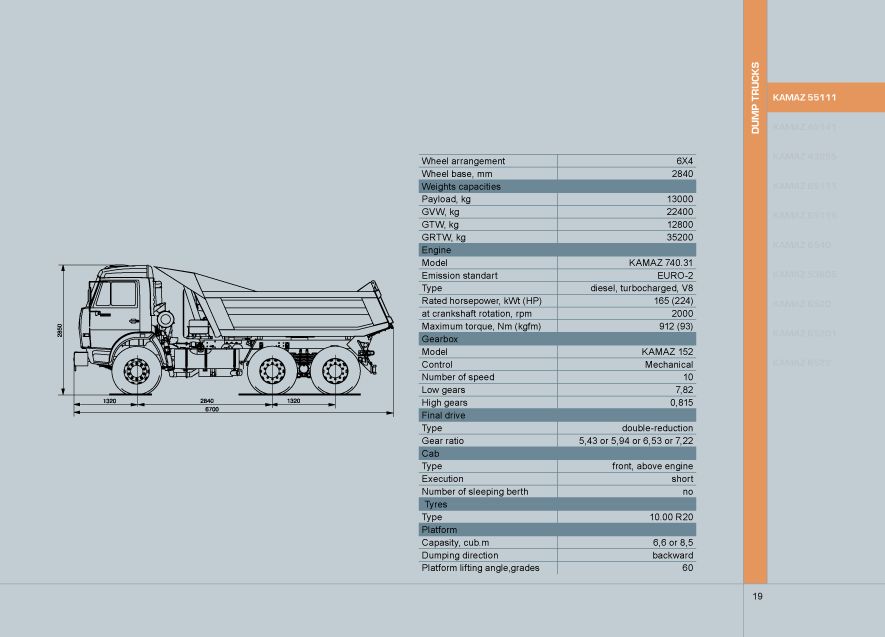 DUMP TRUCKS
KAMAZ 55111
KAMAZ 43255
KAMAZ 65111
KAMAZ 65115
KAMAZ 6540
KAMAZ 53605
KAMAZ 6520
KAMAZ 65201
Wheel arrangement 6X4
Wheel base, mm 2840
Weights capacities
Payload, kg 13000
GVW, kg 22400
GTW, kg 12800
GRTW, kg 35200
Engine
Model KAMAZ 740.31
Emission standart EURO-2
Type diesel, turbocharged, V8
Rated horsepower, kWt (HP) 165 (224)
at crankshaft rotation, rpm 2000
Maximum torque, Nm (kgfm) 912 (93)
Gearbox
Model KAMAZ 152
Control Mechanical
Number of speed 10
Low gears 7,82
High gears 0,815
Final drive
Type double-reduction
Gear ratio 5,43 or 5,94 or 6,53 or 7,22
Cab
Type front, above engine
Execution short
Number of sleeping berth no
Tyres
Type 10.00 R20
Platform
Capasity, cub.m 6,6 or 8,5
Dumping direction backward
Platform lifting angle,grades 60
2850
1320 2840 1320
6700
19